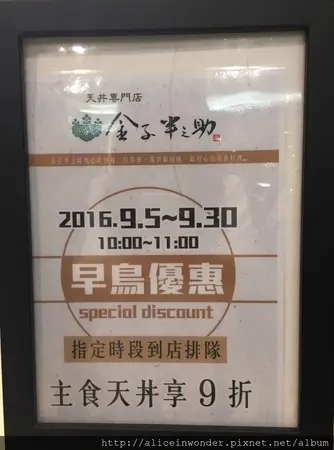 天丼専門店
金子半之助
2016.9.5~9.30
10:00~11:00
早鳥優惠
special discount
指定時段到店排隊
主食天丼享9折
http://aliceinwonder.pixnet.net/album